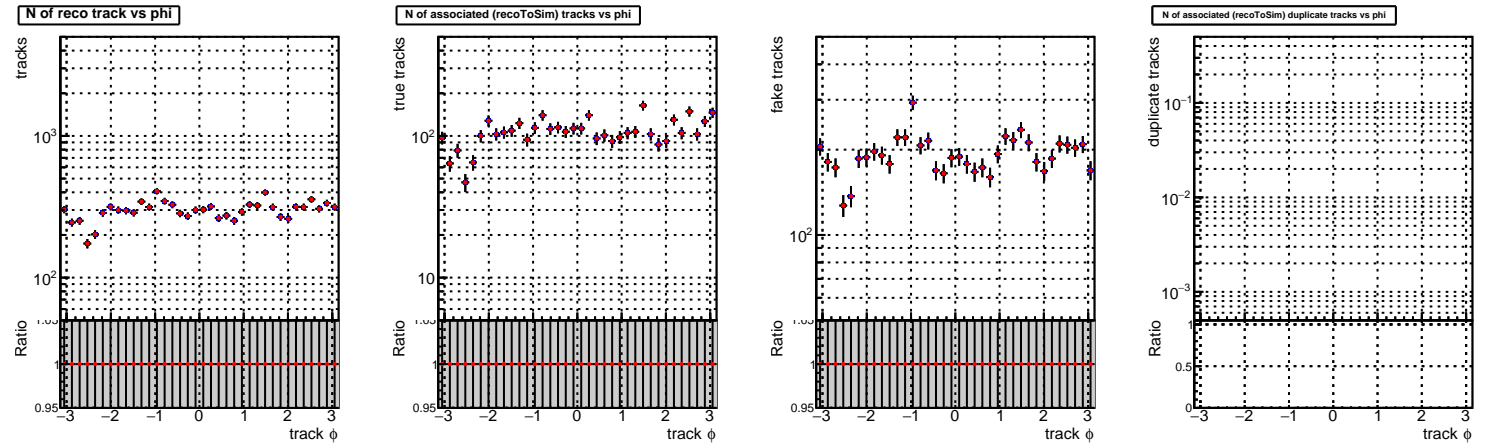 N of reco track vs phi
tracks
10³
10²
Ratio
1
0.95
−3 −2 −1 0 1 2 3
track ϕ
N of associated (recoToSim) tracks vs phi
true tracks
10²
10
Ratio
1
0.95
−3 −2 −1 0 1 2 3
track ϕ
fake tracks
10²
Ratio
1
0.95
−3 −2 −1 0 1 2 3
track ϕ
N of associated (recoToSim) duplicate tracks vs phi
duplicate tracks
10⁻¹
10⁻²
10⁻³
Ratio
1
0.5
0
−3 −2 −1 0 1 2 3
track ϕ